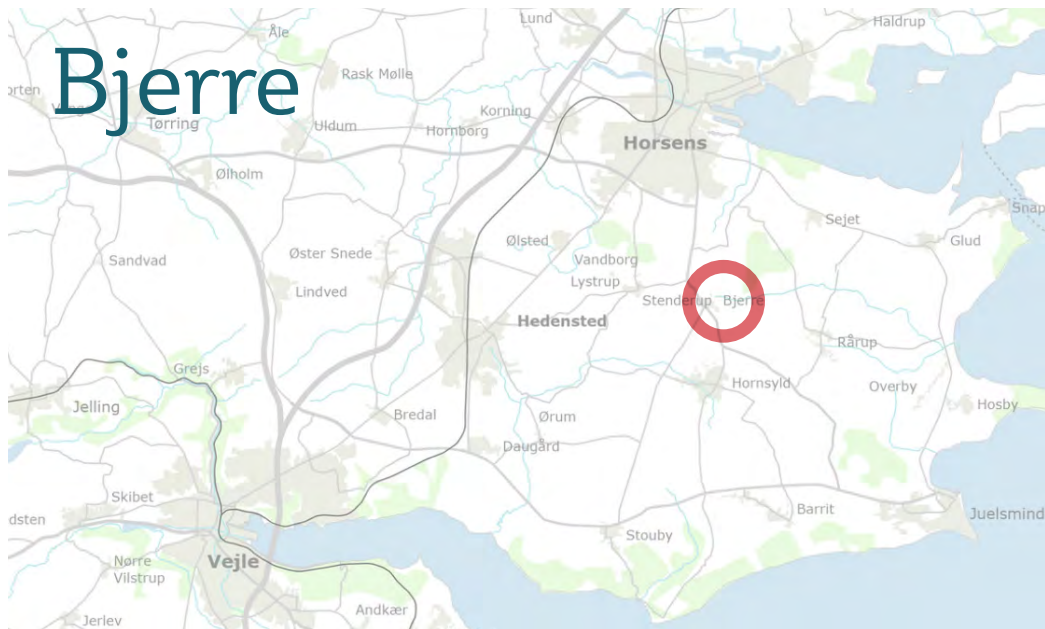 Bjerre
Lund
Haldrup
Åle
Rask Mølle
Korning
Tørring
Uldum
Hornborg
Horsens
Ølholm
Snap
Sejet
Glud
Sandvad
Øster Snede
Ølsted
Vandborg
Lystrup
Lindved
Stenderup
Bjerre
Hedensted
Rårup
Grejs
Hornsyld
Overby
Jelling
Bredal
Ørum
Hosby
Daugård
Skibet
Barrit
dsten
Juelsmind
Stouby
Nørre
Vilstrup
Vejle
Andkær
Jerlev